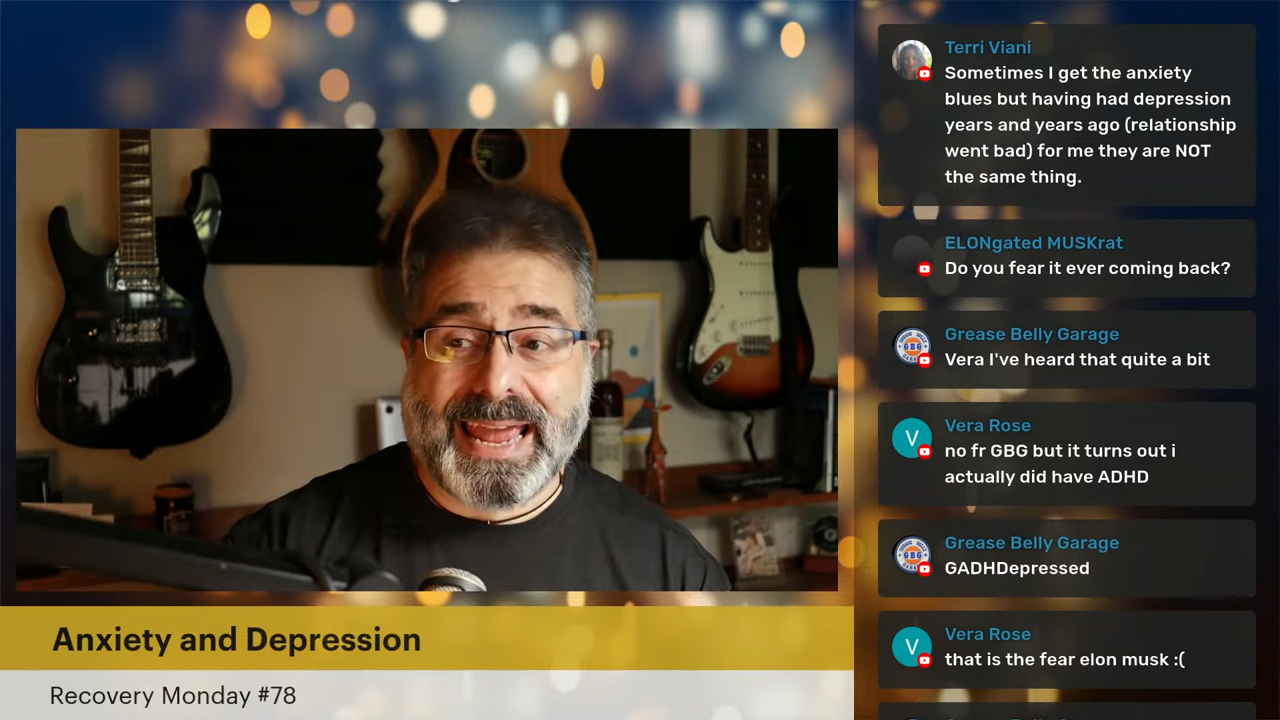 Terri Viani
Sometimes I get the anxiety
blues but having had depression
years and years ago (relationship
went bad) for me they are NOT
the same thing.
ELONgated MUSKrat
Do you fear it ever coming back?
Grease Belly Garage
Vera I've heard that quite a bit
GBG
Vera Rose
V
no fr GBG but it turns out i
actually did have ADHD
Grease Belly Garage
GBG
GADHDepressed
Vera Rose
V
that is the fear elon musk :(
Anxiety and Depression
Recovery Monday #78